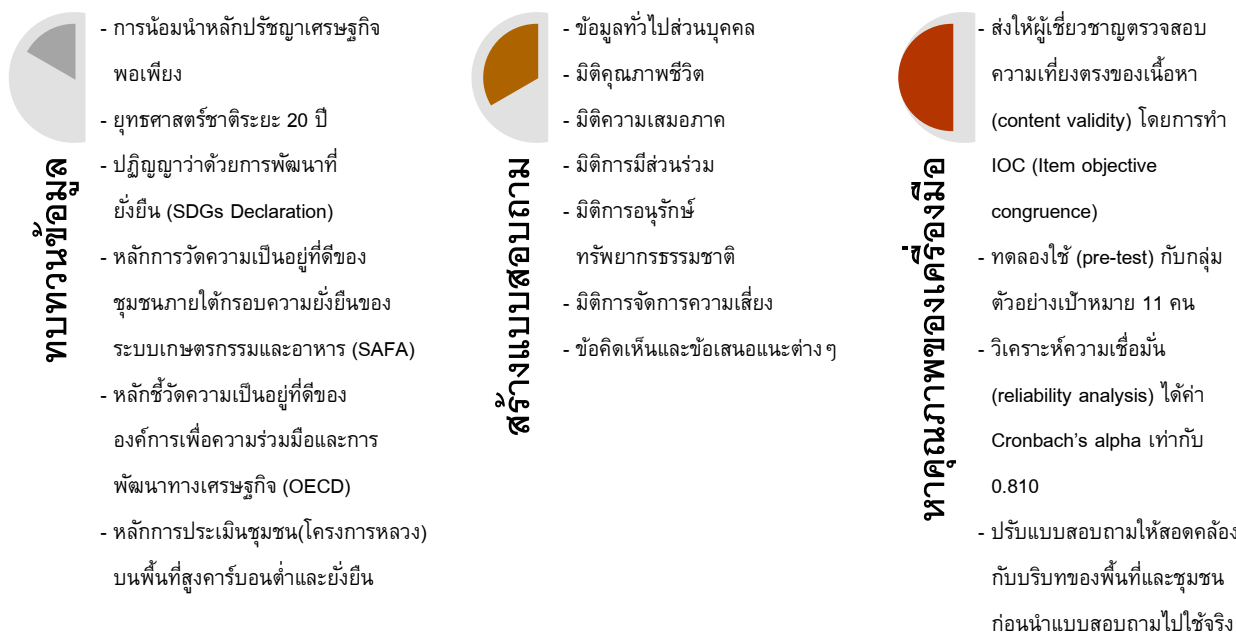 ทบทวนข้อมูล
- การน้อมนำหลักปรัชญาเศรษฐกิจ
พอเพียง
- ยุทธศาสตร์ชาติระยะ 20 ปี
- ปฏิญญาว่าด้วยการพัฒนาที่
ยั่งยืน (SDGs Declaration)
- หลักการวัดความเป็นอยู่ที่ดีของ
ชุมชนภายใต้กรอบความยั่งยืนของ
ระบบเกษตรกรรมและอาหาร (SAFA)
- หลักชี้วัดความเป็นอยู่ที่ดีของ
องค์การเพื่อความร่วมมือและการ
พัฒนาทางเศรษฐกิจ (OECD)
- หลักการประเมินชุมชน(โครงการหลวง)
บนพื้นที่สูงคาร์บอนต่ำและยั่งยืน
สร้างแบบสอบถาม
- ข้อมูลทั่วไปส่วนบุคคล
- มิติคุณภาพชีวิต
- มิติความเสมอภาค
- มิติการมีส่วนร่วม
- มิติการอนุรักษ์
ทรัพยากรธรรมชาติ
- มิติการจัดการความเสี่ยง
- ข้อคิดเห็นและข้อเสนอแนะต่าง ๆ
หาคุณภาพของเครื่องมือ
- ส่งให้ผู้เชี่ยวชาญตรวจสอบ
ความเที่ยงตรงของเนื้อหา
(content validity) โดยการทำ
IOC (Item objective
congruence)
- ทดลองใช้ (pre-test) กับกลุ่ม
ตัวอย่างเป้าหมาย 11 คน
- วิเคราะห์ความเชื่อมั่น
(reliability analysis) ได้ค่า
Cronbach’s alpha เท่ากับ
0.810
- ปรับแบบสอบถามให้สอดคล้อง
กับบริบทของพื้นที่และชุมชน
ก่อนนำแบบสอบถามไปใช้จริง